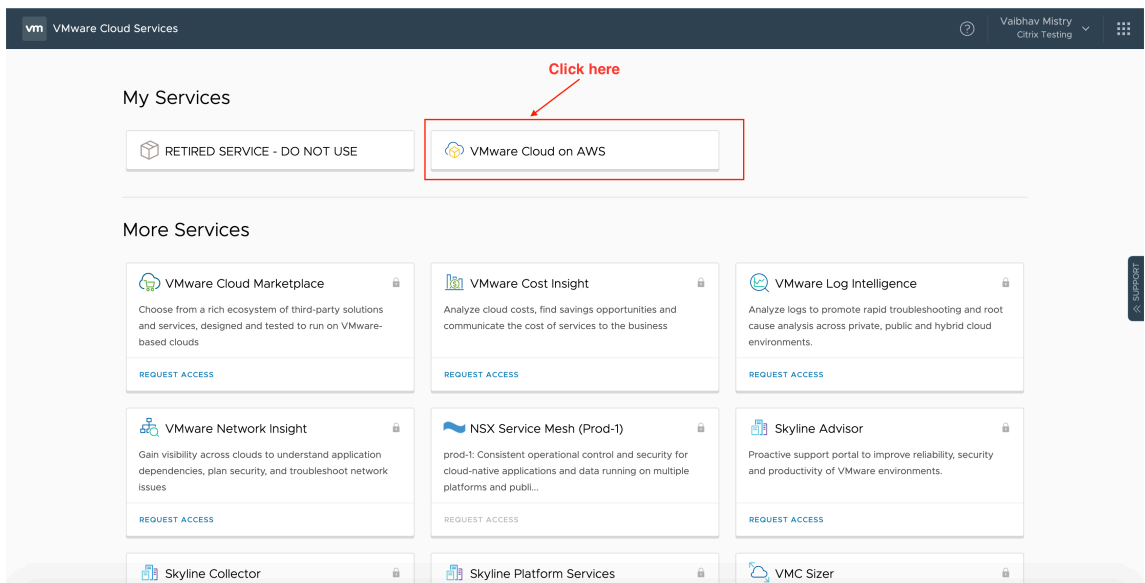 vm VMware Cloud Services
Vaibhav Mistry
Citrix Testing
Click here
My Services
RETIRED SERVICE - DO NOT USE
VMware Cloud on AWS
More Services
VMware Cloud Marketplace
Choose from a rich ecosystem of third-party solutions
and services, designed and tested to run on VMware-
based clouds
REQUEST ACCESS
VMware Cost Insight
Analyze cloud costs, find savings opportunities and
communicate the cost of services to the business
REQUEST ACCESS
VMware Log Intelligence
Analyze logs to promote rapid troubleshooting and root
cause analysis across private, public and hybrid cloud
environments.
REQUEST ACCESS
SUPPORT
VMware Network Insight
Gain visibility across clouds to understand application
dependencies, plan security, and troubleshoot network
issues
REQUEST ACCESS
NSX Service Mesh (Prod-1)
prod-1: Consistent operational control and security for
cloud-native applications and data running on multiple
platforms and publi...
REQUEST ACCESS
Skyline Advisor
Proactive support portal to improve reliability, security
and productivity of VMware environments.
REQUEST ACCESS
Skyline Collector
Skyline Platform Services
VMC Sizer